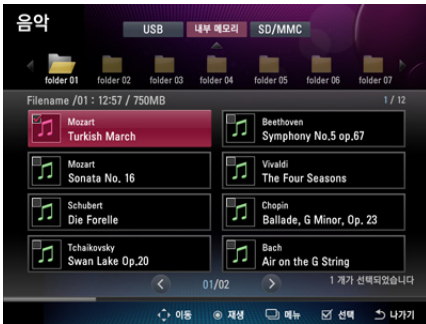 음악
USB 내부 메모리 SD/MMC
folder 01 folder 02 folder 03 folder 04 folder 05 folder 06 folder 07
Filename /01 : 12:57 / 750MB 1 / 12
Mozart
Turkish March
Beethoven
Symphony No.5 op.67
Mozart
Sonata No. 16
Vivaldi
The Four Seasons
Schubert
Die Forelle
Chopin
Ballade, G Minor, Op. 23
Tchaikovsky
Swan Lake Op.20
Bach
Air on the G String
01/02
1 개가 선택되었습니다
이동 재생 메뉴 선택 나가기